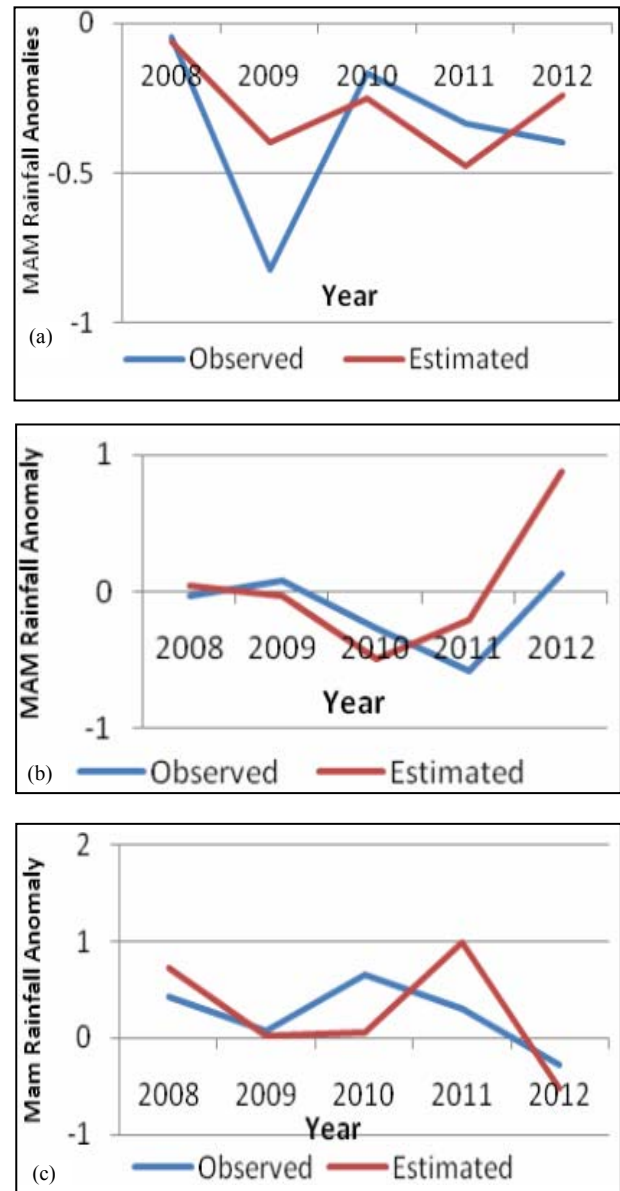 MAM Rainfall Anomalies
0
-0.5
-1
2008 2009 2010 2011 2012
Year
(a)
Observed Estimated
MAM Rainfall Anomaly
1
0
-1
2008 2009 2010 2011 2012
Year
(b)
Observed Estimated
Mam Rainfall Anomaly
2
1
0
-1
2008 2009 2010 2011 2012
Year
(c)
Observed Estimated